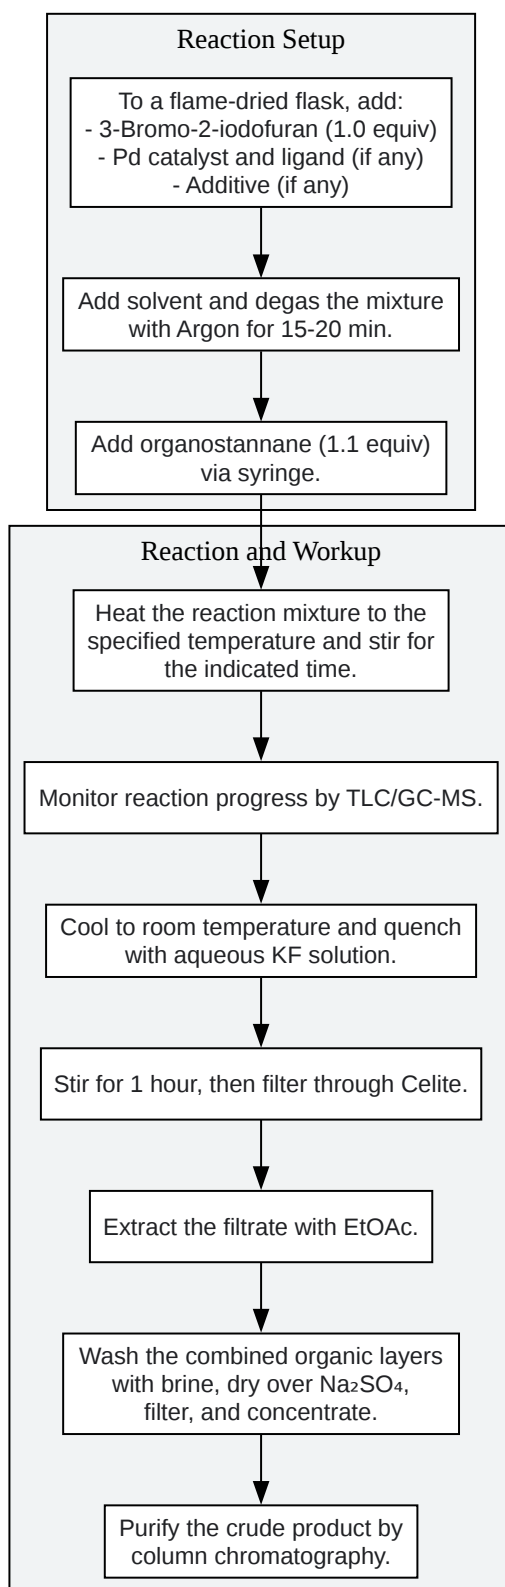 Reaction Setup
To a flame-dried flask, add:
- 3-Bromo-2-iodofuran (1.0 equiv)
- Pd catalyst and ligand (if any)
- Additive (if any)
Add solvent and degas the mixture
with Argon for 15-20 min.
Add organostannane (1.1 equiv)
via syringe.
Reaction and Workup
Heat the reaction mixture to the
specified temperature and stir for
the indicated time.
Monitor reaction progress by TLC/GC-MS.
Cool to room temperature and quench
with aqueous KF solution.
Stir for 1 hour, then filter through Celite.
Extract the filtrate with EtOAc.
Wash the combined organic layers
with brine, dry over Na₂SO₄,
filter, and concentrate.
Purify the crude product by
column chromatography.